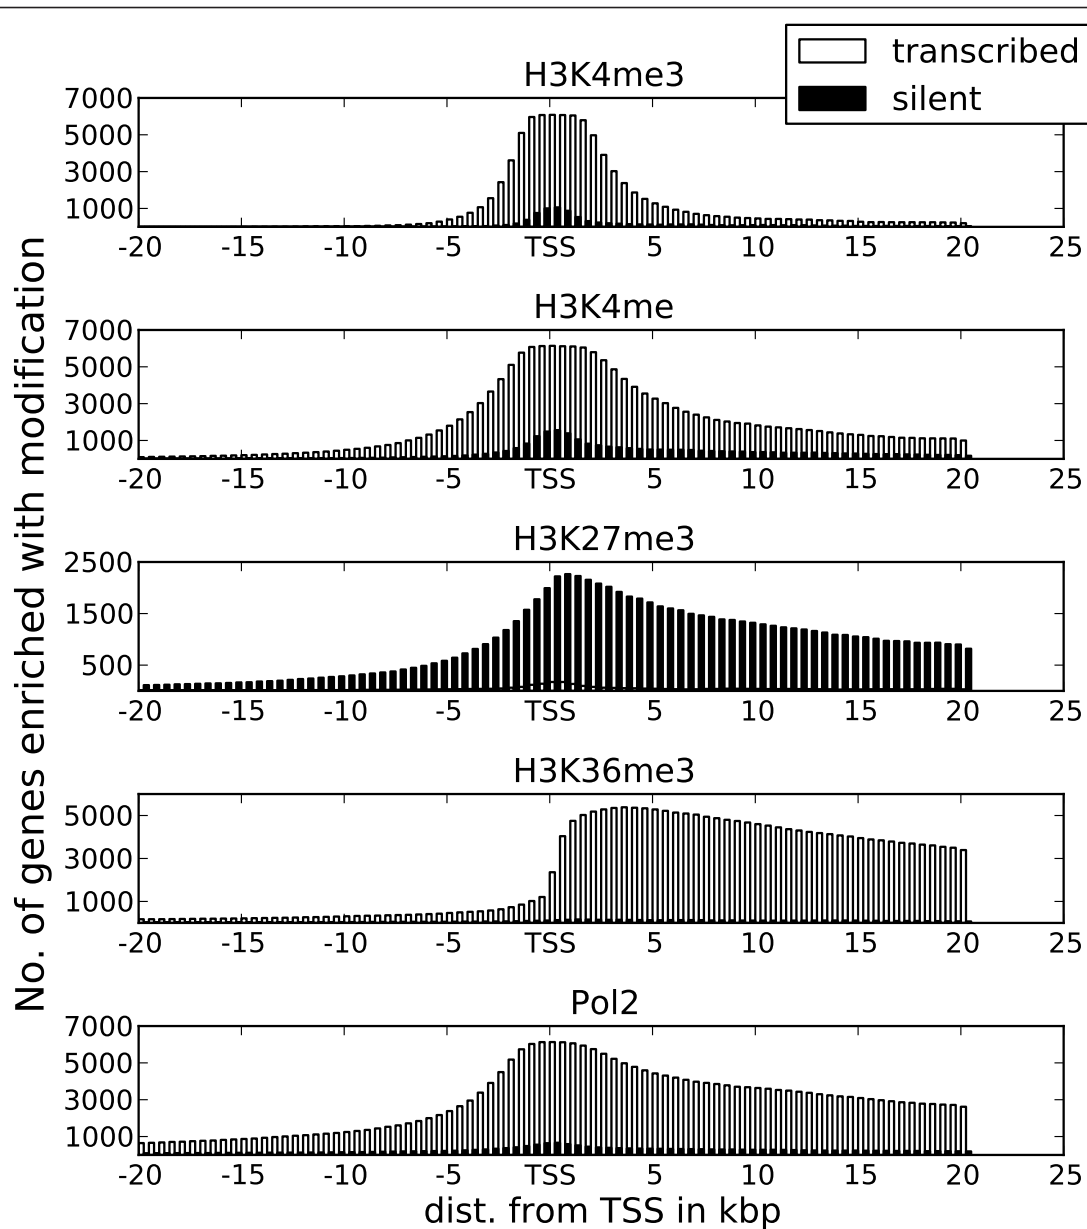 transcribed
silent
H3K4me3
7000
5000
3000
1000
-20 -15 -10 -5 TSS 5 10 15 20 25
H3K4me
7000
5000
3000
1000
-20 -15 -10 -5 TSS 5 10 15 20 25
H3K27me3
2500
1500
500
-20 -15 -10 -5 TSS 5 10 15 20 25
H3K36me3
5000
3000
1000
-20 -15 -10 -5 TSS 5 10 15 20 25
Pol2
7000
5000
3000
1000
-20 -15 -10 -5 TSS 5 10 15 20 25
dist. from TSS in kbp
No. of genes enriched with modification